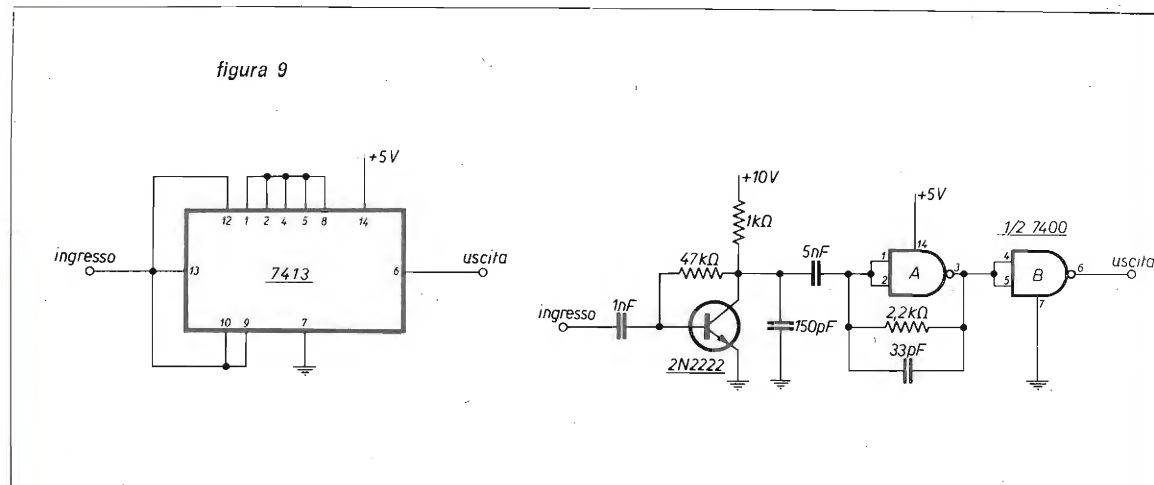 figura 9
+5V
12 1 2 4 5 8 14
ingresso
13
7413
6
uscita
10 9 7
+10V
1kΩ
+5V
1/2 7400
47kΩ
5nF
14
1
2
A
3
4
5
B
6
uscita
7
ingresso
1nF
150pF
2,2kΩ
33pF
2N2222